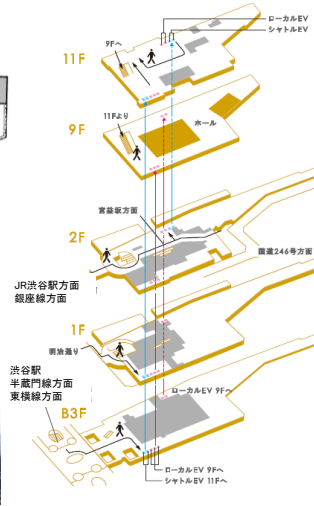 ローカルEV
シャトルEV
9Fへ
11F
9F
11Fより
ホール
宮益坂方面
2F
国道246号方面
JR渋谷駅方面
銀座線方面
1F
明治通り
渋谷駅
半蔵門線方面
東横線方面
ローカルEV 9Fへ
B3F
ローカルEV 9Fへ
シャトルEV 11Fへ